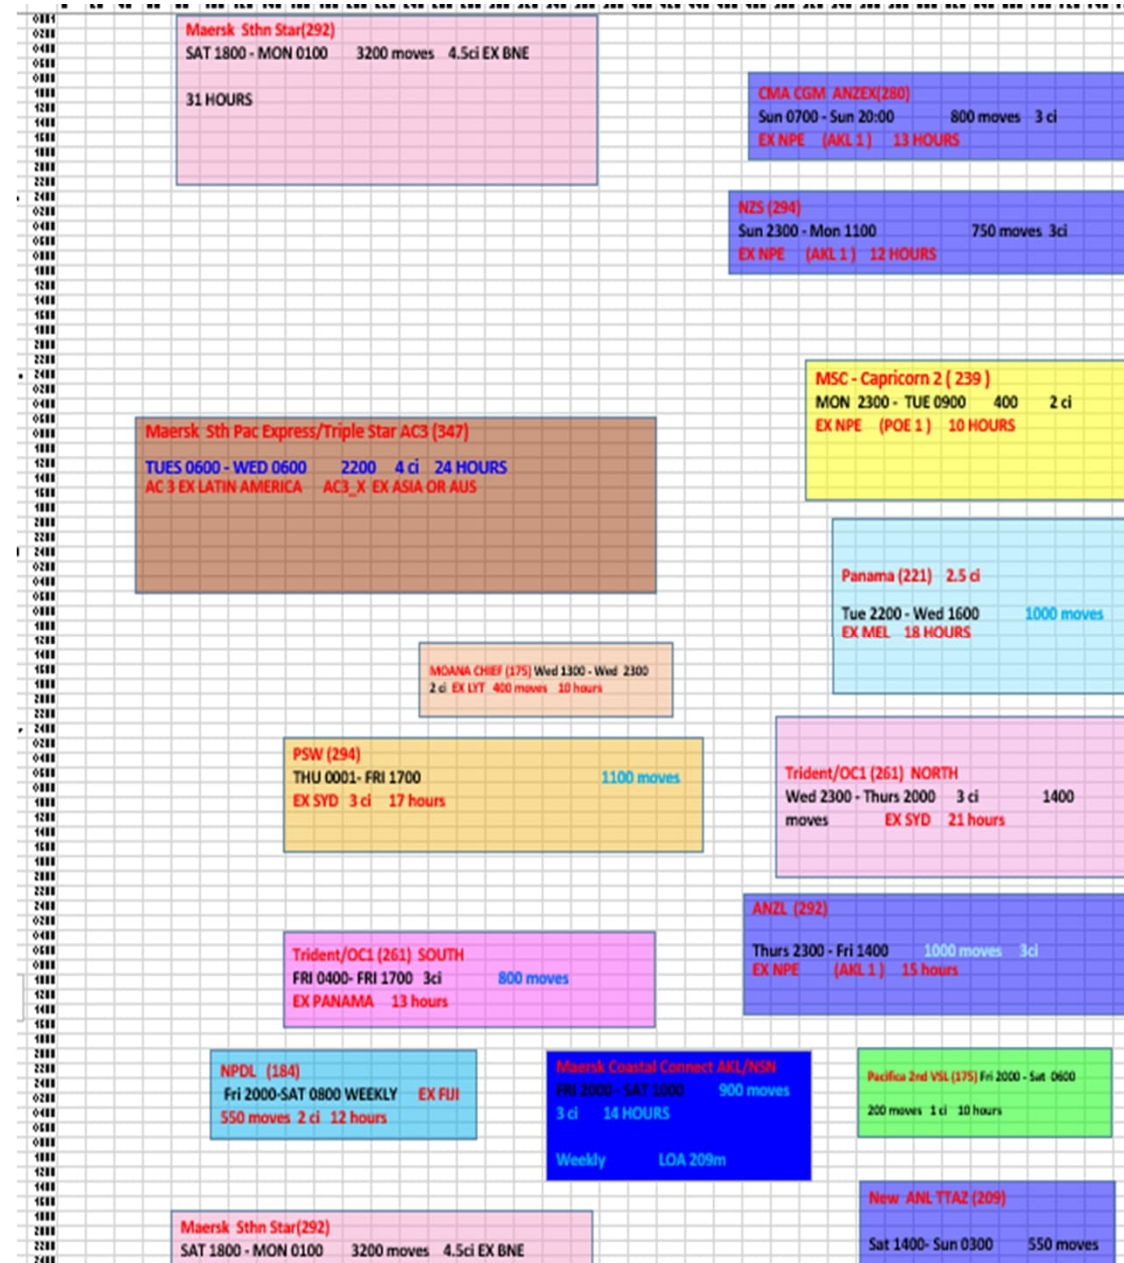 Maersk Sthn Star(292)
SAT 1800 - MON 0100 3200 moves 4.5ci EX BNE
31 HOURS
CMA CGM ANZEX(280)
Sun 0700 - Sun 20:00 800 moves 3 ci
EX NPE (AKL 1 ) 13 HOURS
NZS (294)
Sun 2300 - Mon 1100 750 moves 3ci
EX NPE (AKL 1 ) 12 HOURS
MSC - Capricorn 2 ( 239 )
MON 2300 - TUE 0900 400 2 ci
EX NPE (POE 1 ) 10 HOURS
Maersk Sth Pac Express/Triple Star AC3 (347)
TUES 0600 - WED 0600 2200 4 ci 24 HOURS
AC 3 EX LATIN AMERICA AC3_X EX ASIA OR AUS
Panama (221) 2.5 ci
Tue 2200 - Wed 1600 1000 moves
EX MEL 18 HOURS
MOANA CHIEF (175) Wed 1300 - Wed 2300
2 ci EX LYT 400 moves 10 hours
PSW (294)
THU 0001- FRI 1700 1100 moves
EX SYD 3 ci 17 hours
Trident/OC1 (261) NORTH
Wed 2300 - Thurs 2000 3 ci 1400
moves EX SYD 21 hours
ANZL (292)
Thurs 2300 - Fri 1400 1000 moves 3ci
EX NPE (AKL 1 ) 15 hours
Trident/OC1 (261) SOUTH
FRI 0400- FRI 1700 3ci 800 moves
EX PANAMA 13 hours
NPDL (184)
Fri 2000-SAT 0800 WEEKLY EX FIJI
550 moves 2 ci 12 hours
Maersk Coastal Connect AKL/NSN
FRI 2000 - SAT 1000 900 moves
3 ci 14 HOURS
Weekly LOA 209m
Pacifica 2nd VSL (175) Fri 2000 - Sat 0600
200 moves 1 ci 10 hours
New ANL TTAZ (209)
Sat 1400- Sun 0300 550 moves
Maersk Sthn Star(292)
SAT 1800 - MON 0100 3200 moves 4.5ci EX BNE